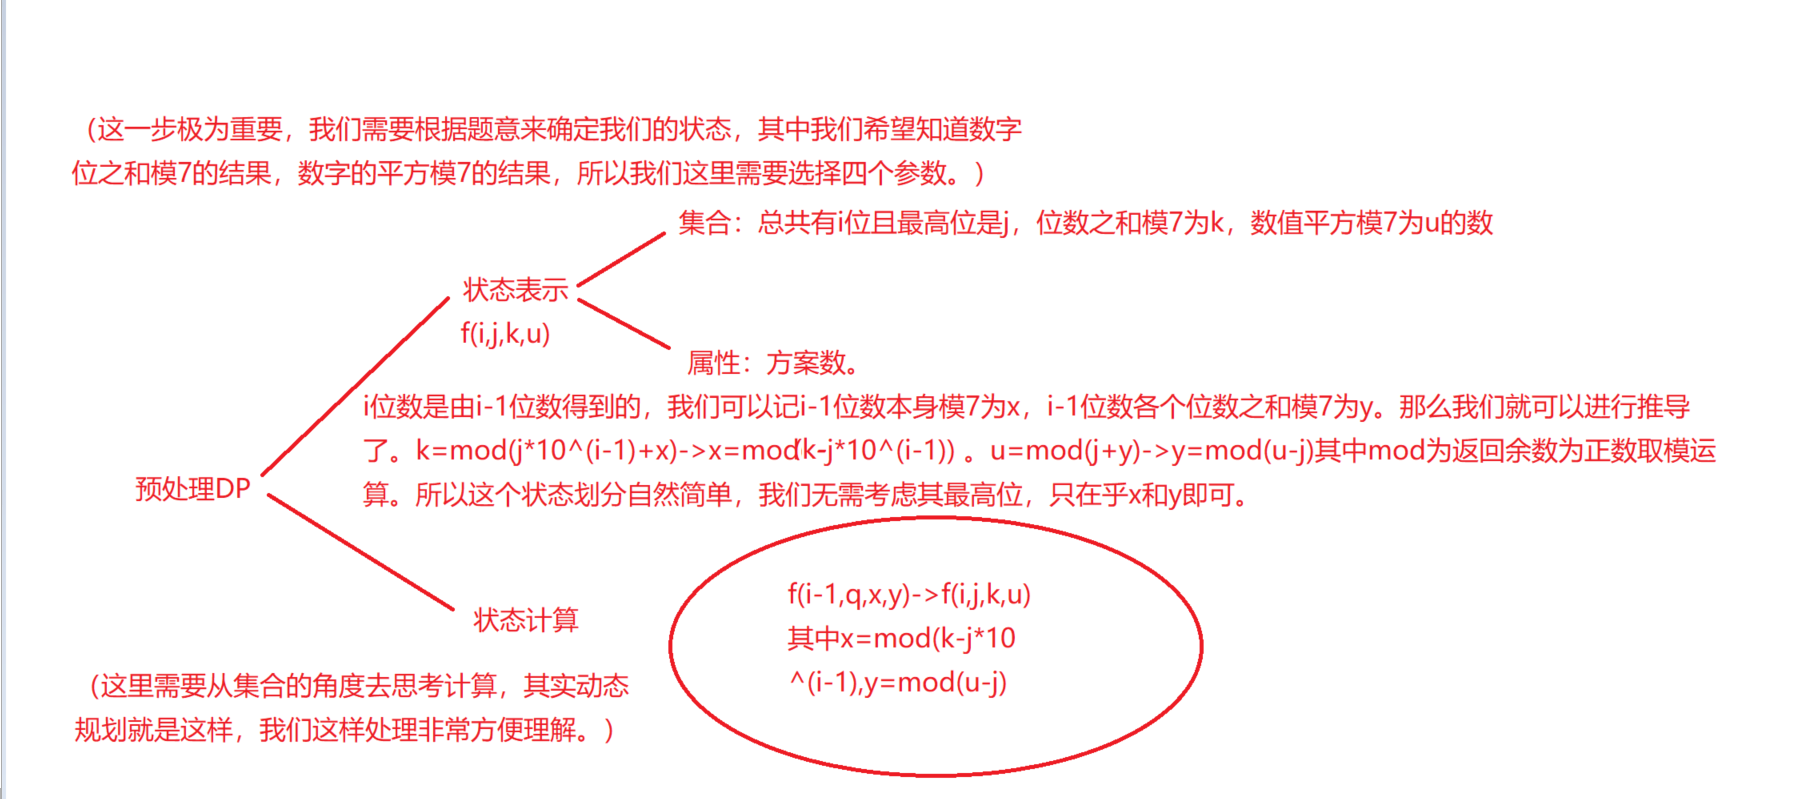 （这一步极为重要，我们需要根据题意来确定我们的状态，其中我们希望知道数字
位之和模7的结果，数字的平方模7的结果，所以我们这里需要选择四个参数。）
集合：总共有i位且最高位是j，位数之和模7为k，数值平方模7为u的数
状态表示
f(i,j,k,u)
属性：方案数。
i位数是由i-1位数得到的，我们可以记i-1位数本身模7为x，i-1位数各个位数之和模7为y。那么我们就可以进行推导
了。k=mod(j*10^(i-1)+x)->x=mod(k-j*10^(i-1)) 。u=mod(j+y)->y=mod(u-j)其中mod为返回余数为正数取模运
算。所以这个状态划分自然简单，我们无需考虑其最高位，只在乎x和y即可。
预处理DP
状态计算
f(i-1,q,x,y)->f(i,j,k,u)
其中x=mod(k-j*10
^(i-1),y=mod(u-j)
（这里需要从集合的角度去思考计算，其实动态
规划就是这样，我们这样处理非常方便理解。）